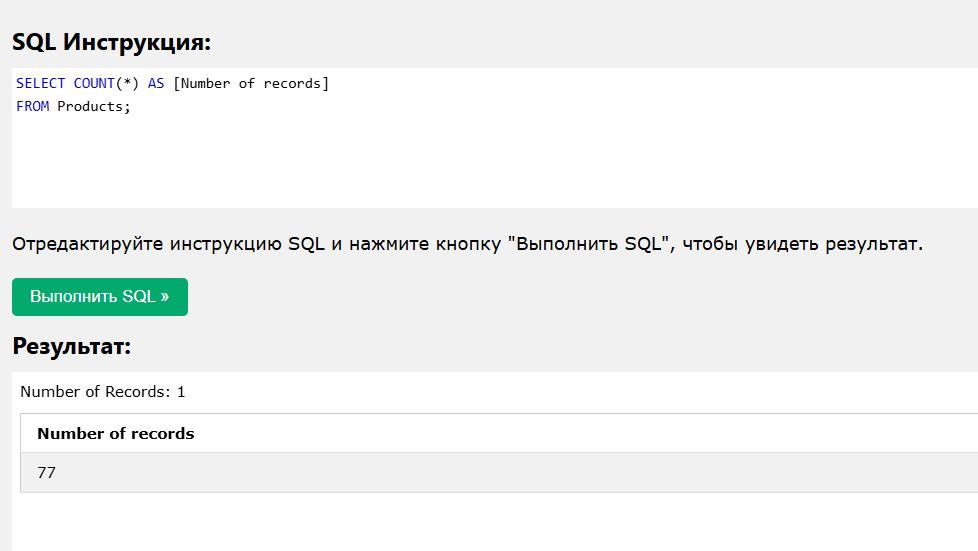 SQL Инструкция:
SELECT COUNT(*) AS [Number of records]
FROM Products;
Отредактируйте инструкцию SQL и нажмите кнопку "Выполнить SQL", чтобы увидеть результат.
Выполнить SQL »
Результат:
Number of Records: 1
Number of records
77